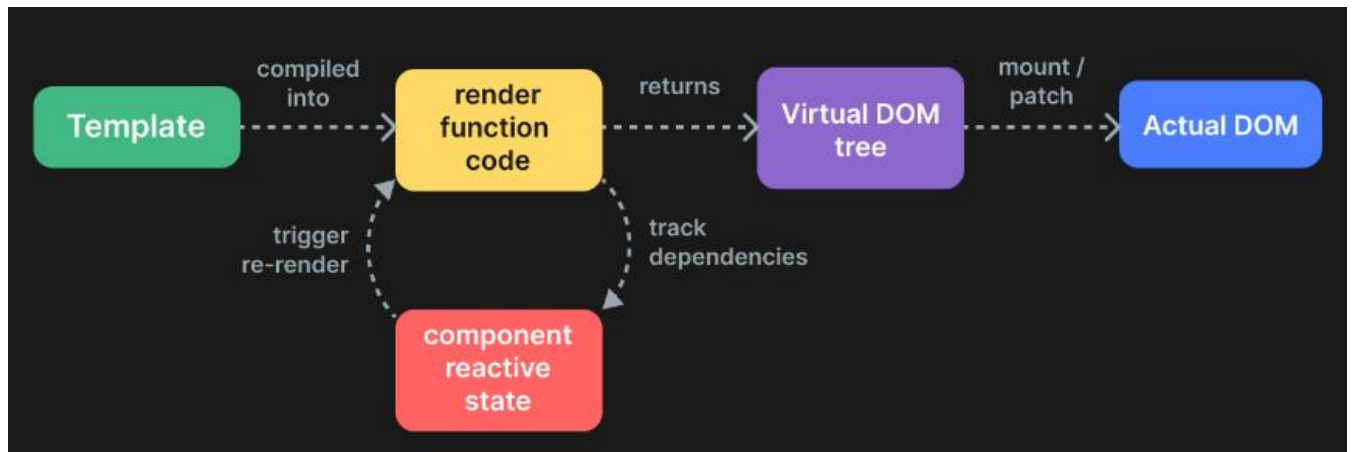 Template
compiled
into
render
function
code
returns
Virtual DOM
tree
mount /
patch
Actual DOM
trigger
re-render
track
dependencies
component
reactive
state